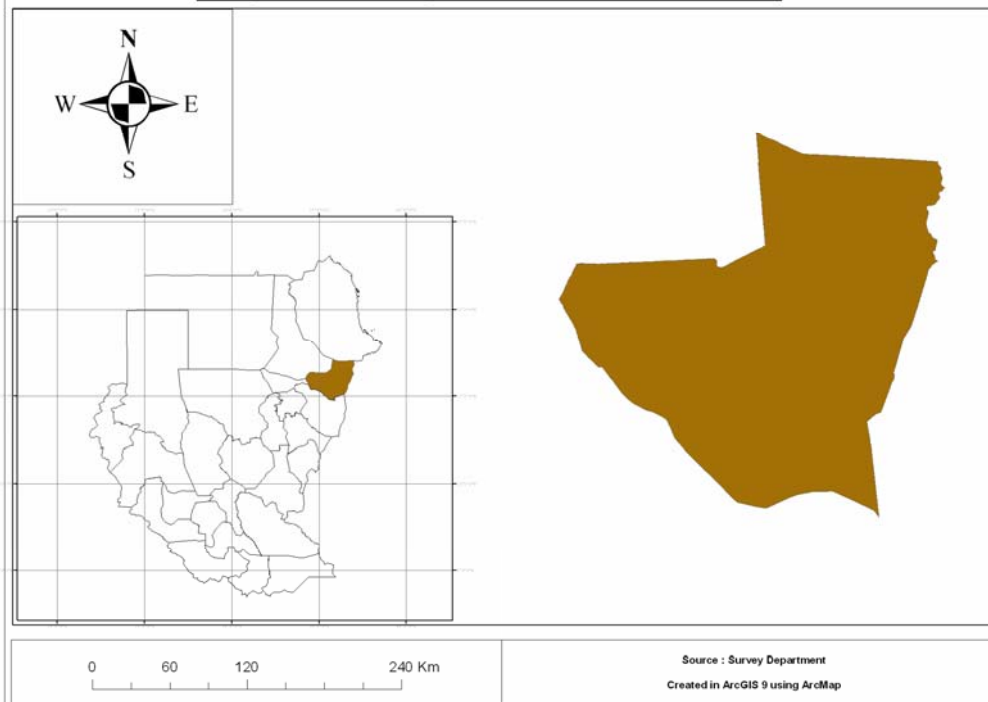 N
W E
S
0 60 120 240 Km
Source : Survey Department
Created in ArcGIS 9 using ArcMap